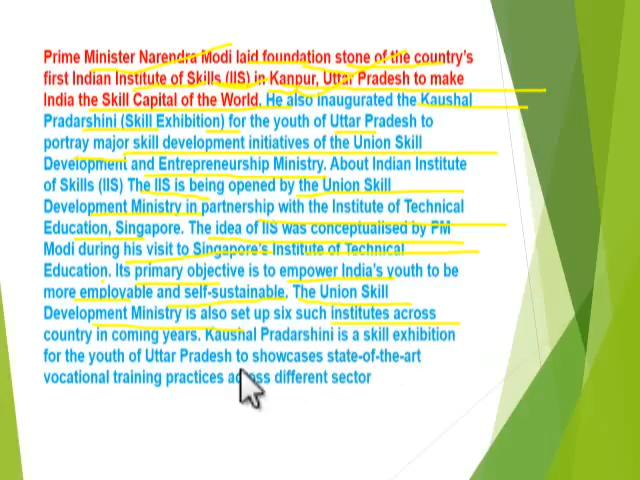 Prime Minister Narendra Modi laid foundation stone of the country's
first Indian Institute of Skills (IIS) in Kanpur, Uttar Pradesh to make
India the Skill Capital of the World. He also inaugurated the Kaushal
Pradarshini (Skill Exhibition) for the youth of Uttar Pradesh to
portray major skill development initiatives of the Union Skill
Development and Entrepreneurship Ministry. About Indian Institute
of Skills (IIS) The IIS is being opened by the Union Skill
Development Ministry in partnership with the Institute of Technical
Education, Singapore. The idea of IIS was conceptualised by PM
Modi during his visit to Singapore's Institute of Technical
Education. Its primary objective is to empower India's youth to be
more employable and self-sustainable. The Union Skill
Development Ministry is also set up six such institutes across
country in coming years. Kaushal Pradarshini is a skill exhibition
for the youth of Uttar Pradesh to showcases state-of-the-art
vocational training practices across different sector